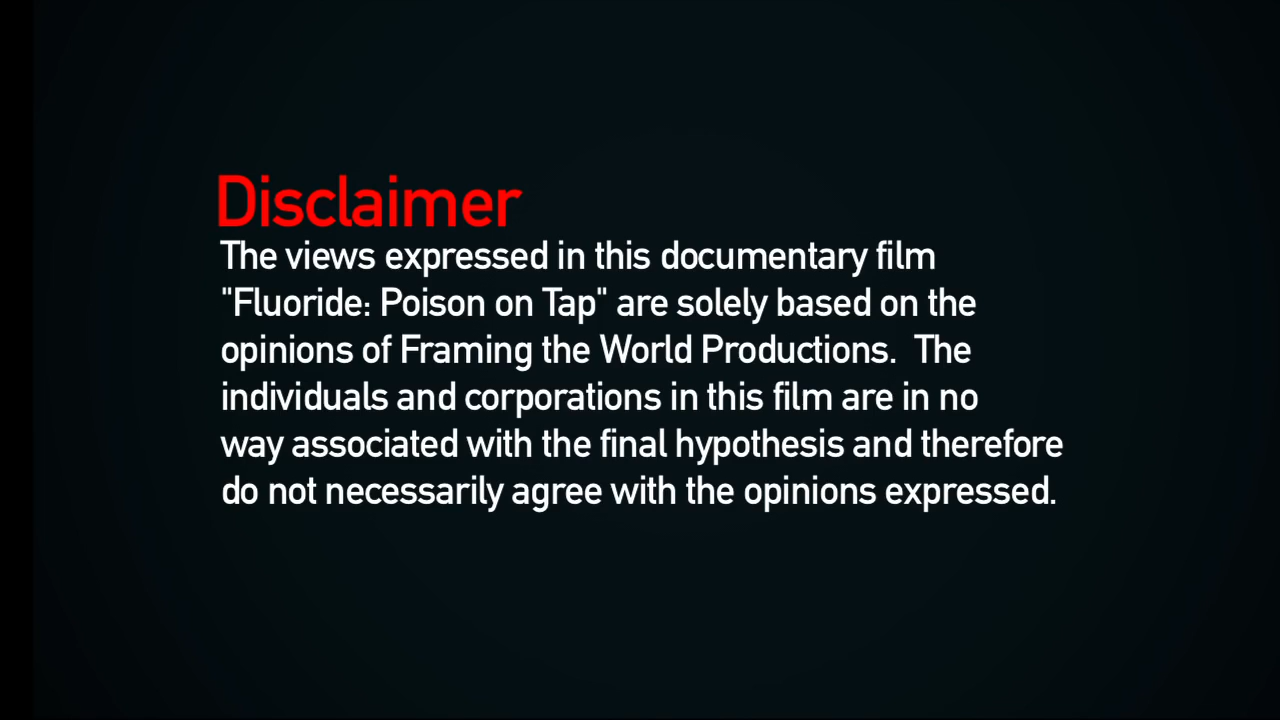 Disclaimer
The views expressed in this documentary film
"Fluoride: Poison on Tap" are solely based on the
opinions of Framing the World Productions.  The
individuals and corporations in this film are in no
way associated with the final hypothesis and therefore
do not necessarily agree with the opinions expressed.